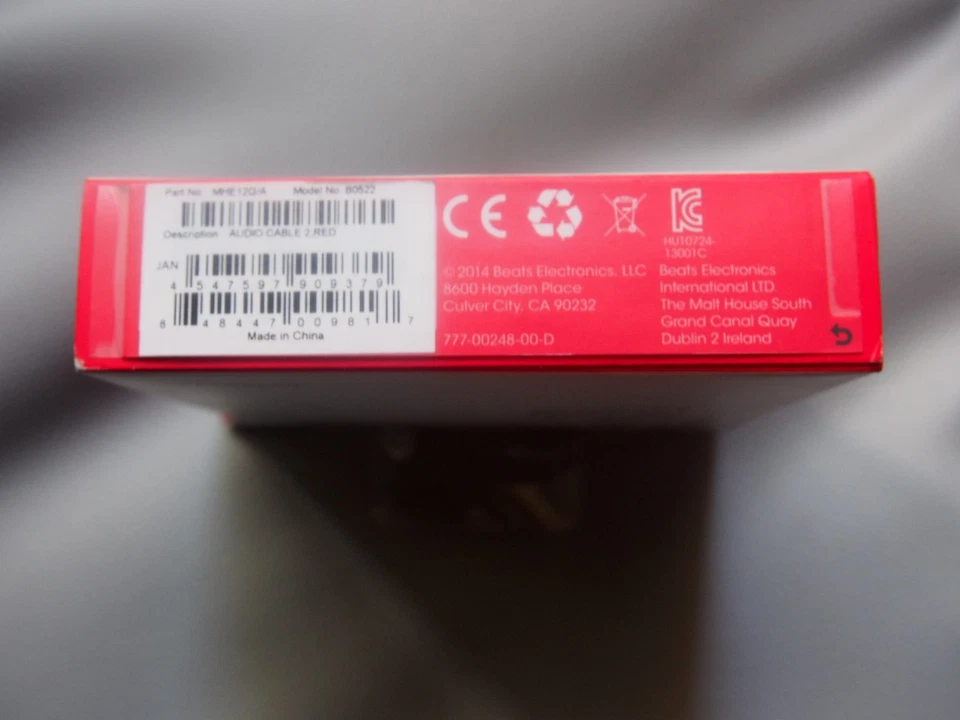 Part No. MHE12G/A Model No. B0522
Description AUDIO CABLE 2,RED
JAN
4 547597 909379
8 48447 00981 7
Made in China
CE
HU10724-
13001C
© 2014 Beats Electronics, LLC
8600 Hayden Place
Culver City, CA 90232
777-00248-00-D
Beats Electronics
International LTD.
The Malt House South
Grand Canal Quay
Dublin 2 Ireland